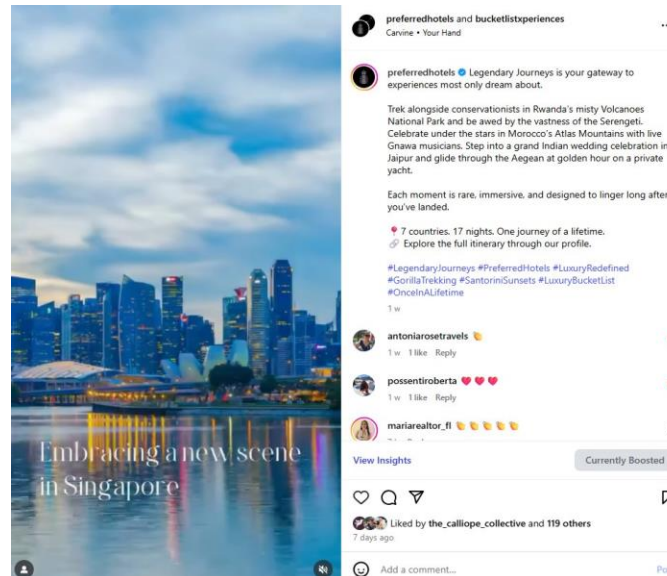 Embracing a new scene
in Singapore
preferredhotels and bucketlistxperiences
Carvine • Your Hand
preferredhotels Legendary Journeys is your gateway to
experiences most only dream about.
Trek alongside conservationists in Rwanda's misty Volcanoes
National Park and be awed by the vastness of the Serengeti.
Celebrate under the stars in Morocco's Atlas Mountains with live
Gnawa musicians. Step into a grand Indian wedding celebration in
Jaipur and glide through the Aegean at golden hour on a private
yacht.
Each moment is rare, immersive, and designed to linger long after
you've landed.
📍 7 countries. 17 nights. One journey of a lifetime.
🔗 Explore the full itinerary through our profile.
#LegendaryJourneys #PreferredHotels #LuxuryRedefined
#GorillaTrekking #SantoriniSunsets #LuxuryBucketList
#OnceInALifetime
1 w
antoniarosetravels 👏
1 w 1 like Reply
possentiroberta ❤️ ❤️ ❤️
1 w 1 like Reply
mariarealtor_fl 👏 👏 👏 👏 👏
View Insights
Currently Boosted
Liked by the_calliope_collective and 119 others
7 days ago
Add a comment...